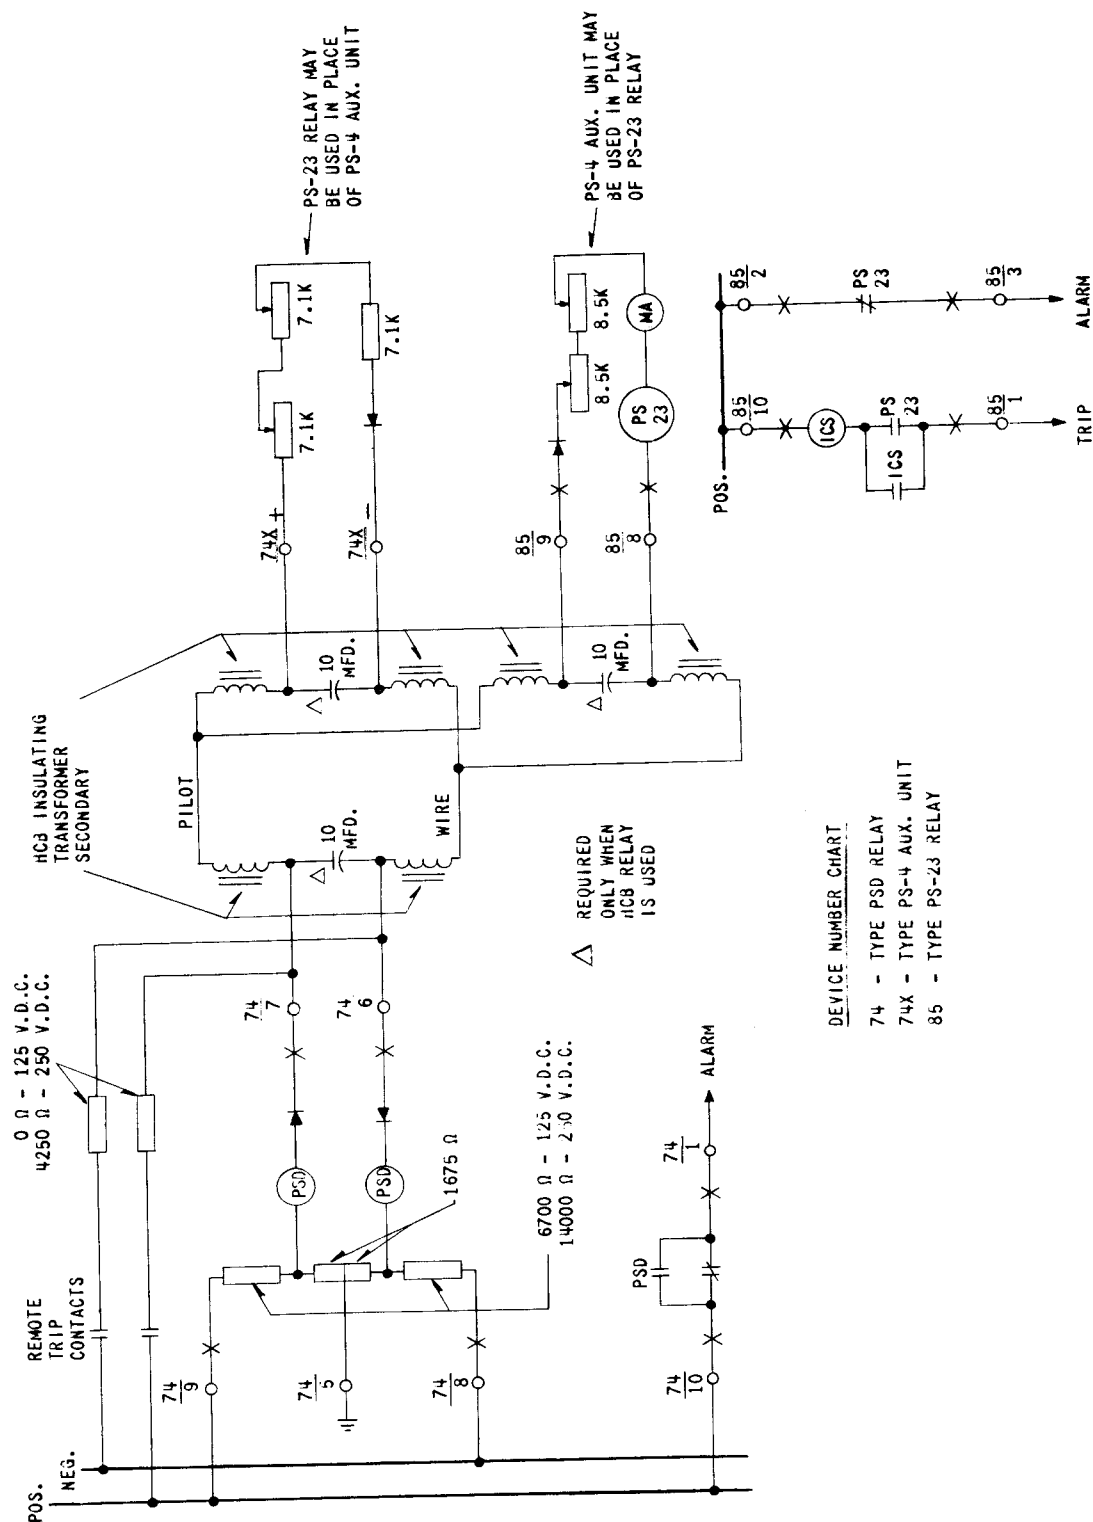 POS.
NEG.
REMOTE
TRIP
CONTACTS
0 Ω - 125 V.D.C.
4250 Ω - 250 V.D.C.
HCB INSULATING
TRANSFORMER
SECONDARY
PS-23 RELAY MAY
BE USED IN PLACE
OF PS-4 AUX. UNIT
PS-4 AUX. UNIT MAY
BE USED IN PLACE
OF PS-23 RELAY
74
9
74
5
74
8
PSD
PSD
1675 Ω
6700 Ω - 125 V.D.C.
14000 Ω - 250 V.D.C.
74
7
74
6
PILOT
WIRE
10
MFD.
△
10
MFD.
△
10
MFD.
△
74X +
74X −
7.1K
7.1K
7.1K
85
9
85
8
8.5K
8.5K
PS
23
MA
△ REQUIRED
ONLY WHEN
HCB RELAY
IS USED
74
10
PSD
74
1
ALARM
DEVICE NUMBER CHART
74 - TYPE PSD RELAY
74X - TYPE PS-4 AUX. UNIT
85 - TYPE PS-23 RELAY
POS.
85
10
ICS
ICS
PS
23
85
1
TRIP
85
2
PS
23
85
3
ALARM